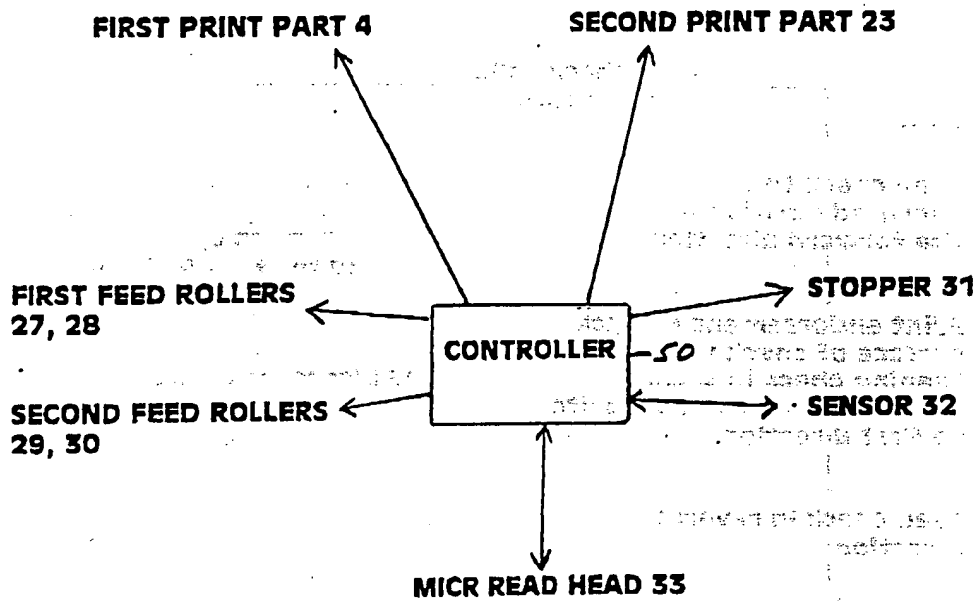 FIRST PRINT PART 4
SECOND PRINT PART 23
FIRST FEED ROLLERS
27, 28
STOPPER 31
CONTROLLER
50
SECOND FEED ROLLERS
29, 30
SENSOR 32
MICR READ HEAD 33